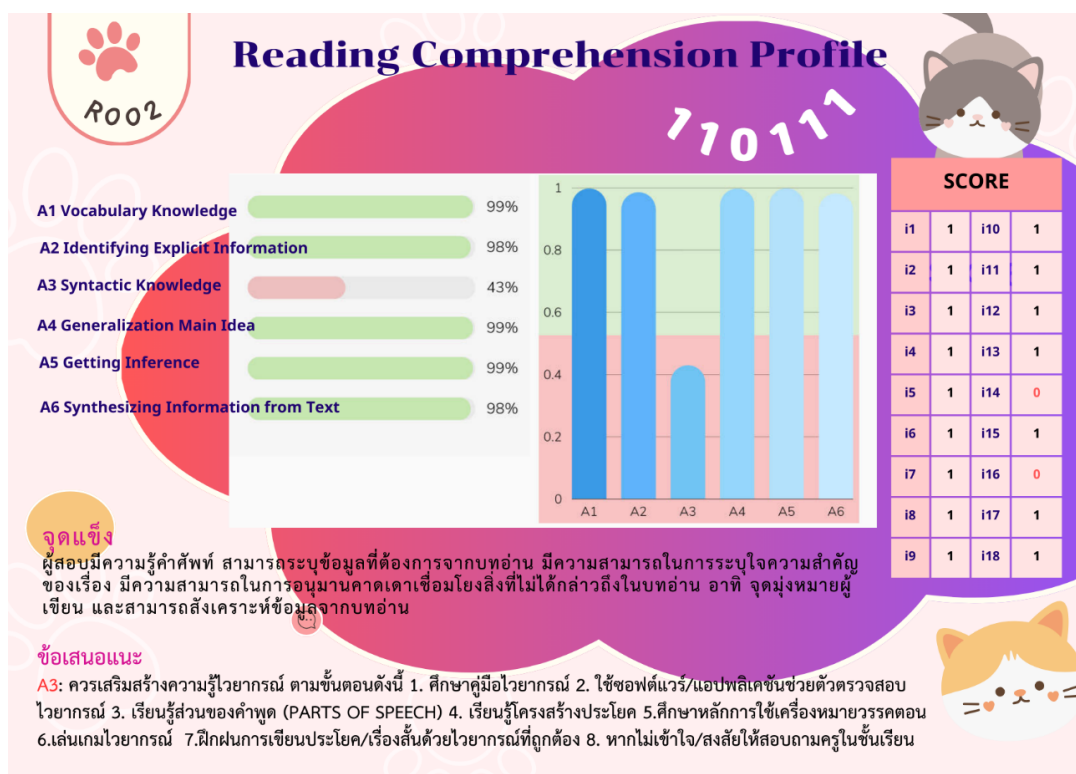 R002
Reading Comprehension Profile
110111
A1 Vocabulary Knowledge 99%
A2 Identifying Explicit Information 98%
A3 Syntactic Knowledge 43%
A4 Generalization Main Idea 99%
A5 Getting Inference 99%
A6 Synthesizing Information from Text 98%
1
0.8
0.6
0.4
0.2
0
A1 A2 A3 A4 A5 A6
SCORE
i1 1 i10 1
i2 1 i11 1
i3 1 i12 1
i4 1 i13 1
i5 1 i14 0
i6 1 i15 1
i7 1 i16 0
i8 1 i17 1
i9 1 i18 1
จุดแข็ง
ผู้สอบมีความรู้คำศัพท์ สามารถระบุข้อมูลที่ต้องการจากบทอ่าน มีความสามารถในการระบุใจความสำคัญ
ของเรื่อง มีความสามารถในการอนุมานคาดเดาเชื่อมโยงสิ่งที่ไม่ได้กล่าวถึงในบทอ่าน อาทิ จุดมุ่งหมายผู้
เขียน และสามารถสังเคราะห์ข้อมูลจากบทอ่าน
ข้อเสนอแนะ
A3: ควรเสริมสร้างความรู้ไวยากรณ์ ตามขั้นตอนดังนี้ 1. ศึกษาคู่มือไวยากรณ์ 2. ใช้ซอฟต์แวร์/แอปพลิเคชันช่วยตัวตรวจสอบ
ไวยากรณ์ 3. เรียนรู้ส่วนของคำพูด (PARTS OF SPEECH) 4. เรียนรู้โครงสร้างประโยค 5.ศึกษาหลักการใช้เครื่องหมายวรรคตอน
6.เล่นเกมไวยากรณ์ 7.ฝึกฝนการเขียนประโยค/เรื่องสั้นด้วยไวยากรณ์ที่ถูกต้อง 8. หากไม่เข้าใจ/สงสัยให้สอบถามครูในชั้นเรียน